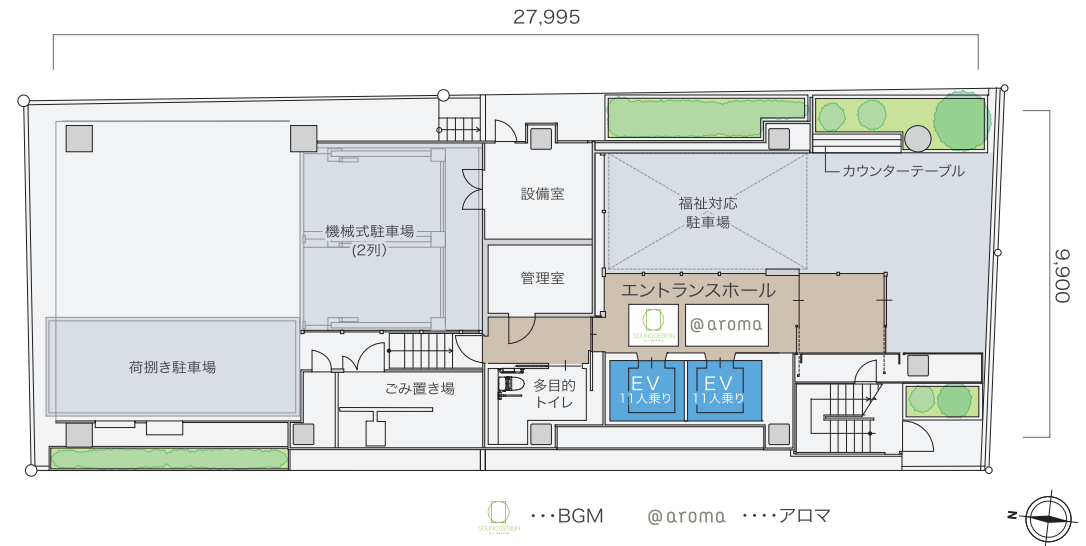 27,995
9,900
カウンターテーブル
設備室
福祉対応
駐車場
機械式駐車場
(2列)
管理室
エントランスホール
SOUND DESIGN
@aroma
荷捌き駐車場
ごみ置き場
多目的
トイレ
EV
11人乗り
EV
11人乗り
SOUND DESIGN
･･･BGM
@aroma
････アロマ
N